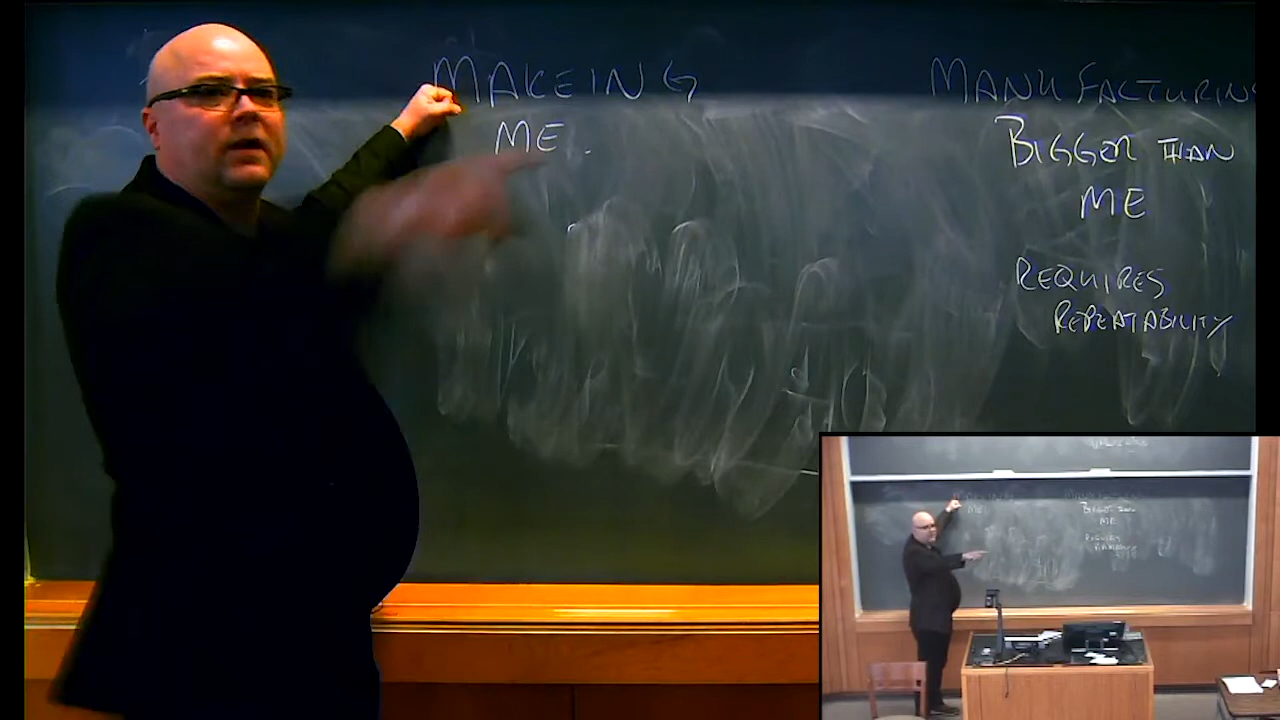 MAKEING
ME.
MANUFACTURING
BIGGER THAN
ME
REQUIRES
REPEATABILITY